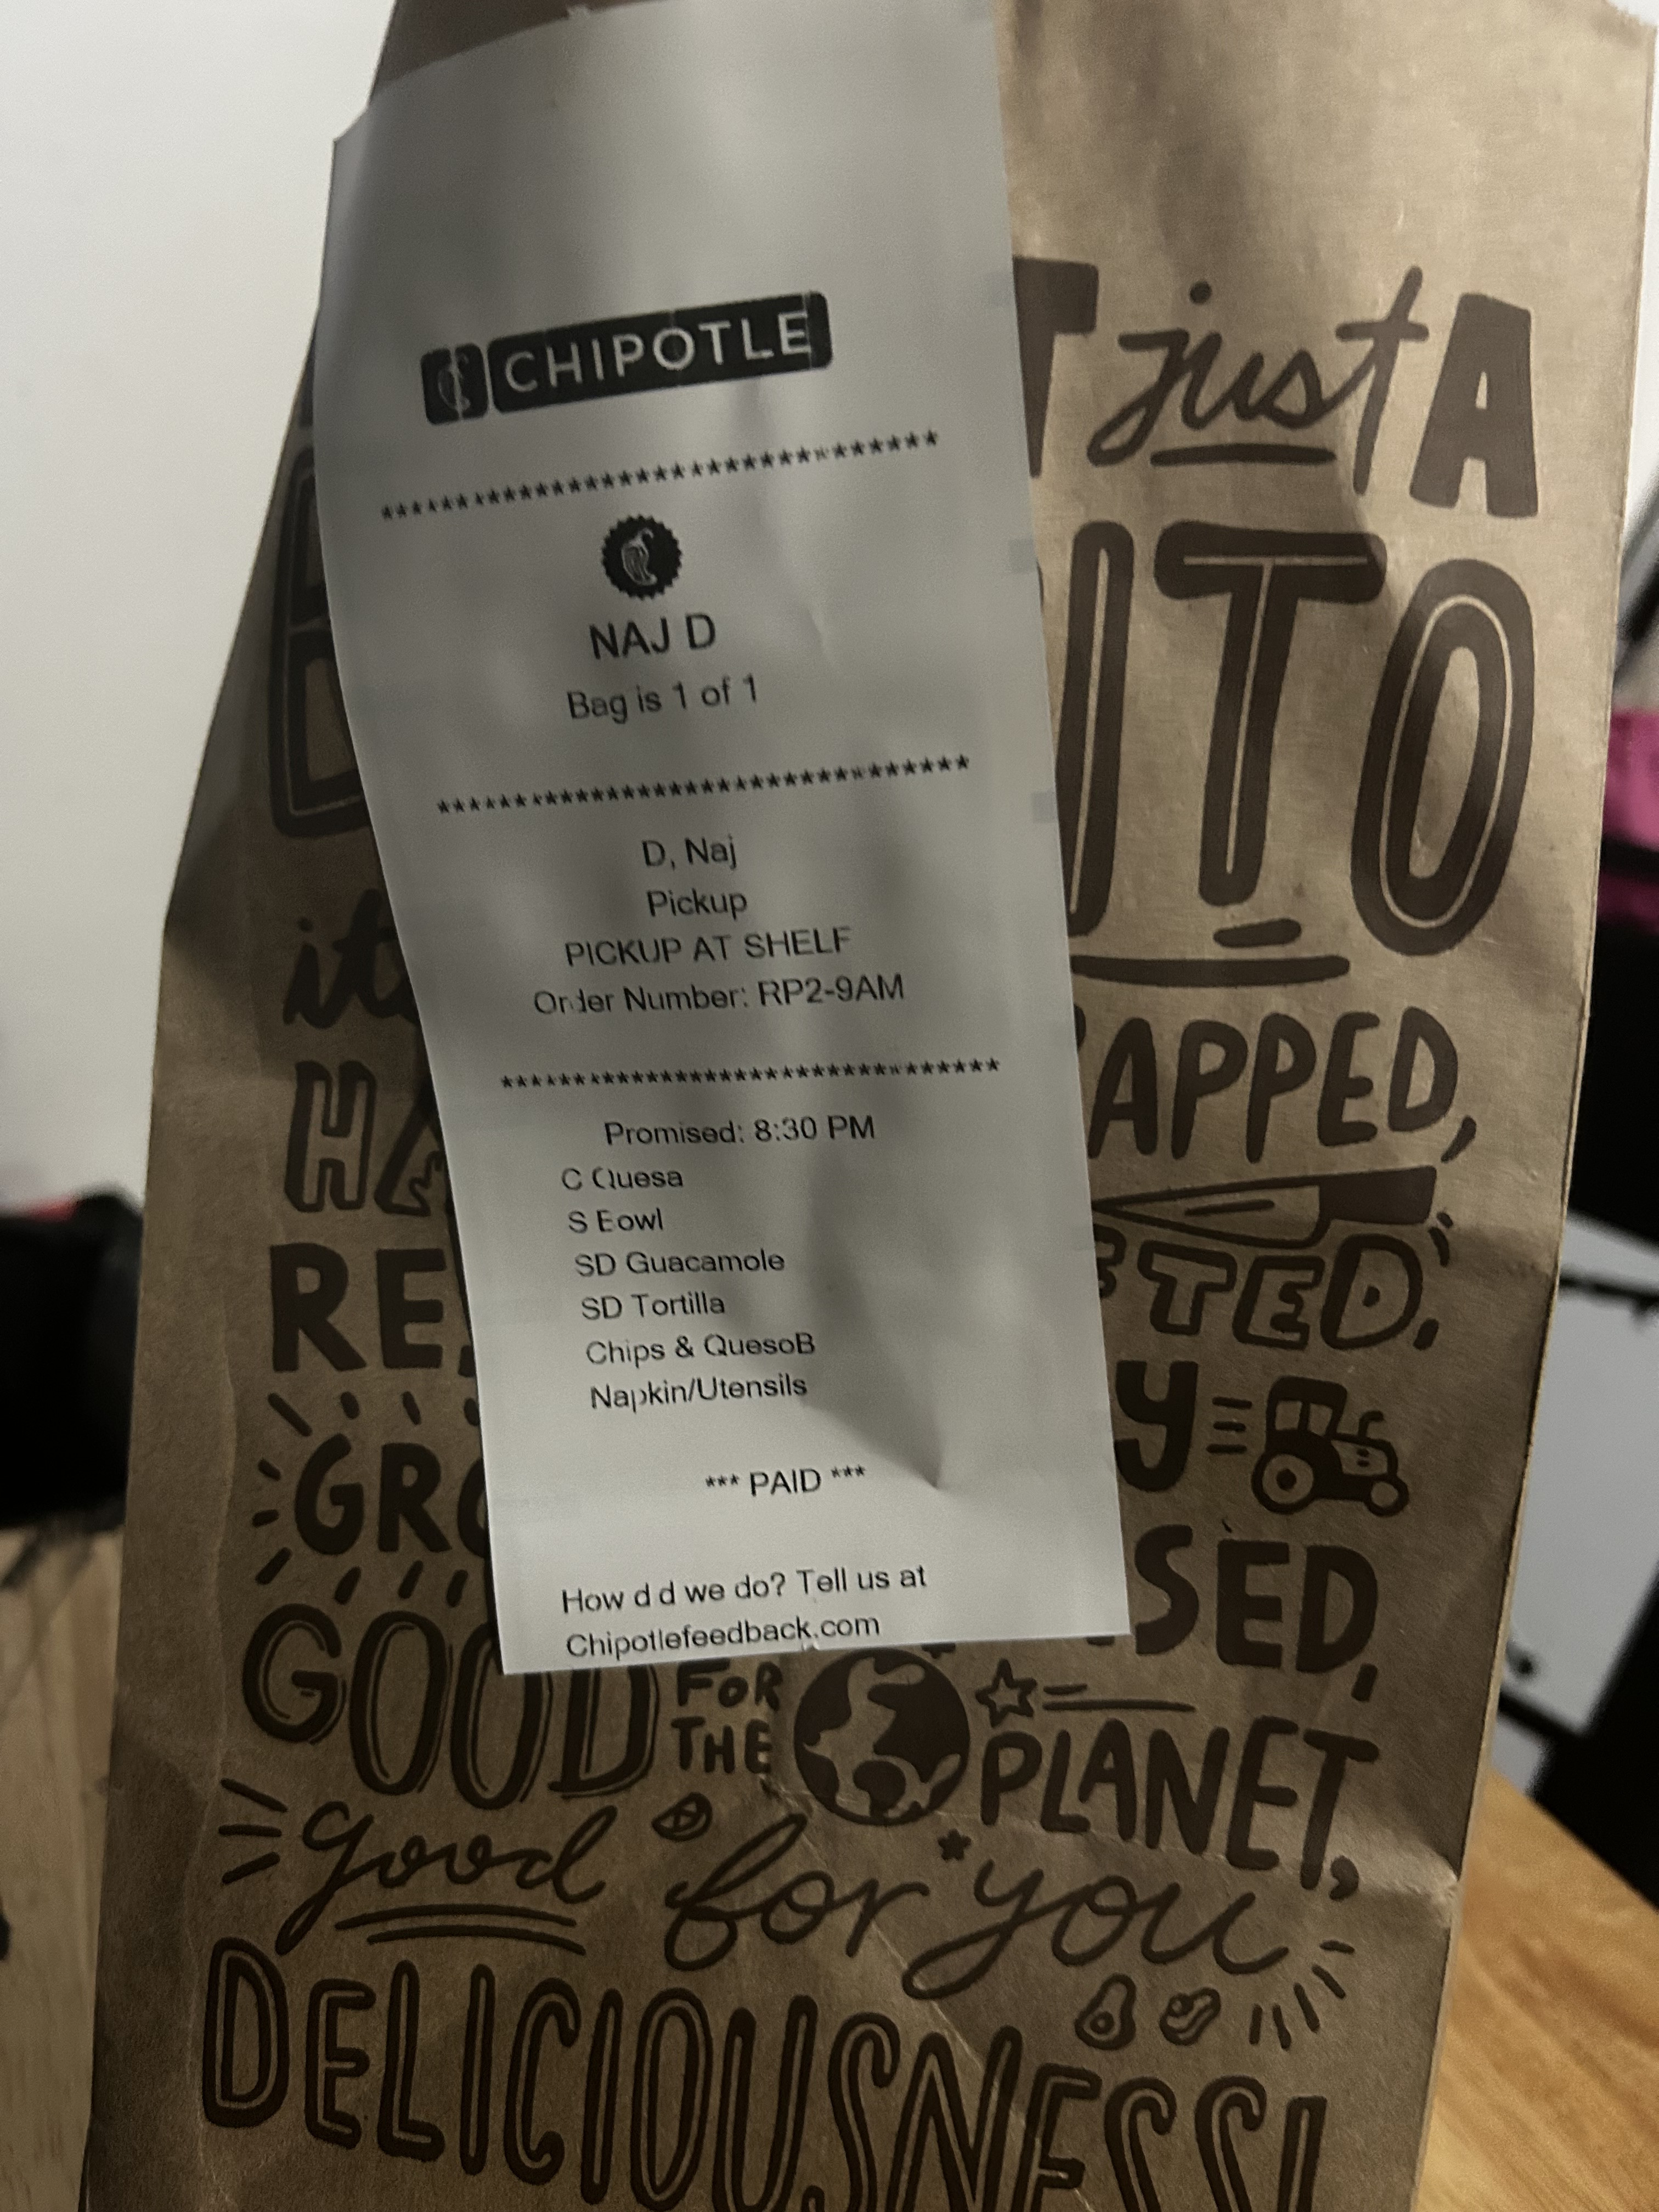 CHIPOTLE
*********************************
NAJ D
Bag is 1 of 1
*********************************
D, Naj
Pickup
PICKUP AT SHELF
Order Number: RP2-9AM
*********************************
Promised: 8:30 PM
C Quesa
S Bowl
SD Guacamole
SD Tortilla
Chips & QuesoB
Napkin/Utensils
*** PAID ***
How did we do? Tell us at
Chipotlefeedback.com
just A
GOOD FOR THE PLANET,
good for you
DELICIOUSNESS!